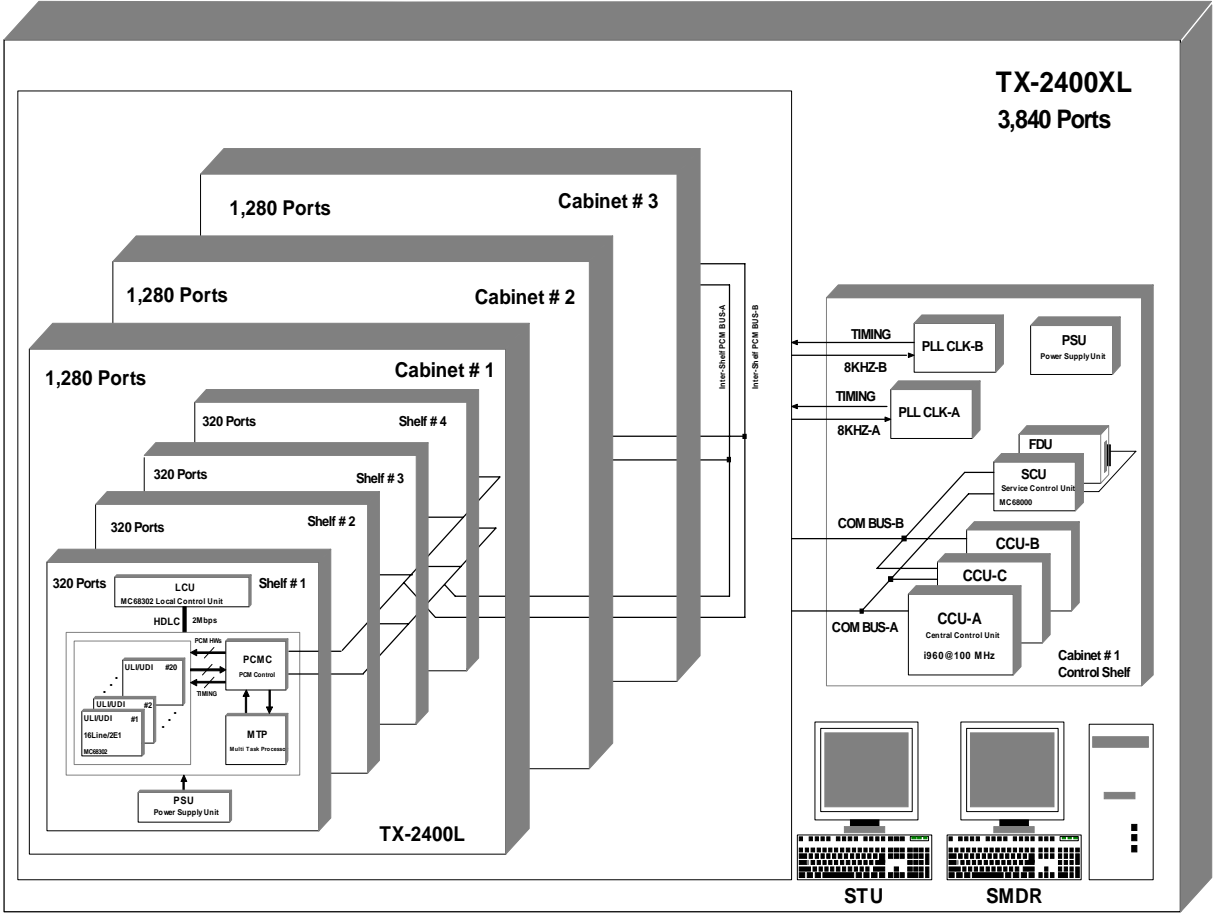 TX-2400XL
3,840 Ports
1,280 Ports
Cabinet # 3
1,280 Ports
Cabinet # 2
1,280 Ports
Cabinet # 1
320 Ports
Shelf # 4
320 Ports
Shelf # 3
320 Ports
Shelf # 2
320 Ports
Shelf # 1
LCU
MC68302 Local Control Unit
HDLC
2Mbps
PCM HWs
TIMING
PCMC
PCM Control
ULI/UDI #20
ULI/UDI #2
ULI/UDI #1
16Line/2E1
MC68302
MTP
Multi Task Processo
PSU
Power Supply Unit
TX-2400L
Inter-Shelf PCM BUS-A
Inter-Shelf PCM BUS-B
TIMING
8KHZ-B
PLL CLK-B
PSU
Power Supply Unit
TIMING
8KHZ-A
PLL CLK-A
FDU
SCU
Service Control Unit
MC68000
COM BUS-B
CCU-B
CCU-C
COM BUS-A
CCU-A
Central Control Unit
i960@100 MHz
Cabinet # 1
Control Shelf
STU
SMDR